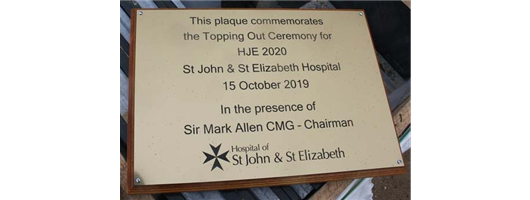 This plaque commemorates
the Topping Out Ceremony for
HJE 2020
St John & St Elizabeth Hospital
15 October 2019
In the presence of
Sir Mark Allen CMG - Chairman
Hospital of
St John & St Elizabeth